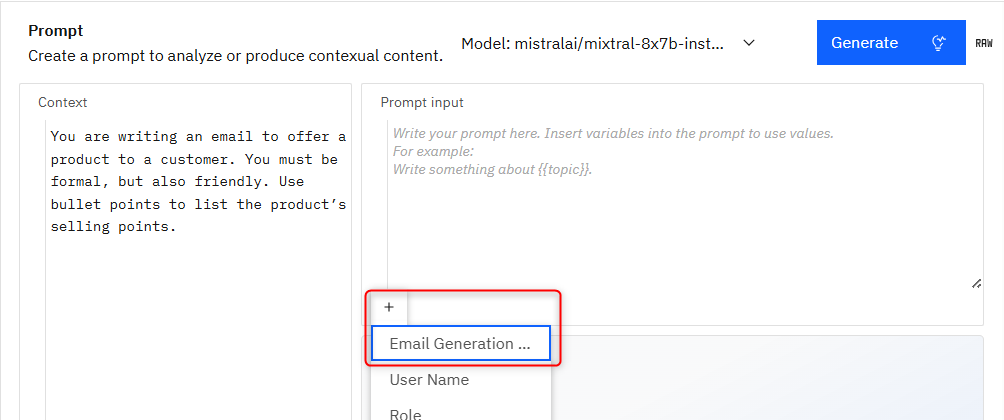 Prompt
Create a prompt to analyze or produce contexual content.
Model: mistralai/mixtral-8x7b-inst...
Generate
RAW
Context
You are writing an email to offer a
product to a customer. You must be
formal, but also friendly. Use
bullet points to list the product’s
selling points.
Prompt input
Write your prompt here. Insert variables into the prompt to use values.
For example:
Write something about {{topic}}.
+
Email Generation ...
User Name
Role